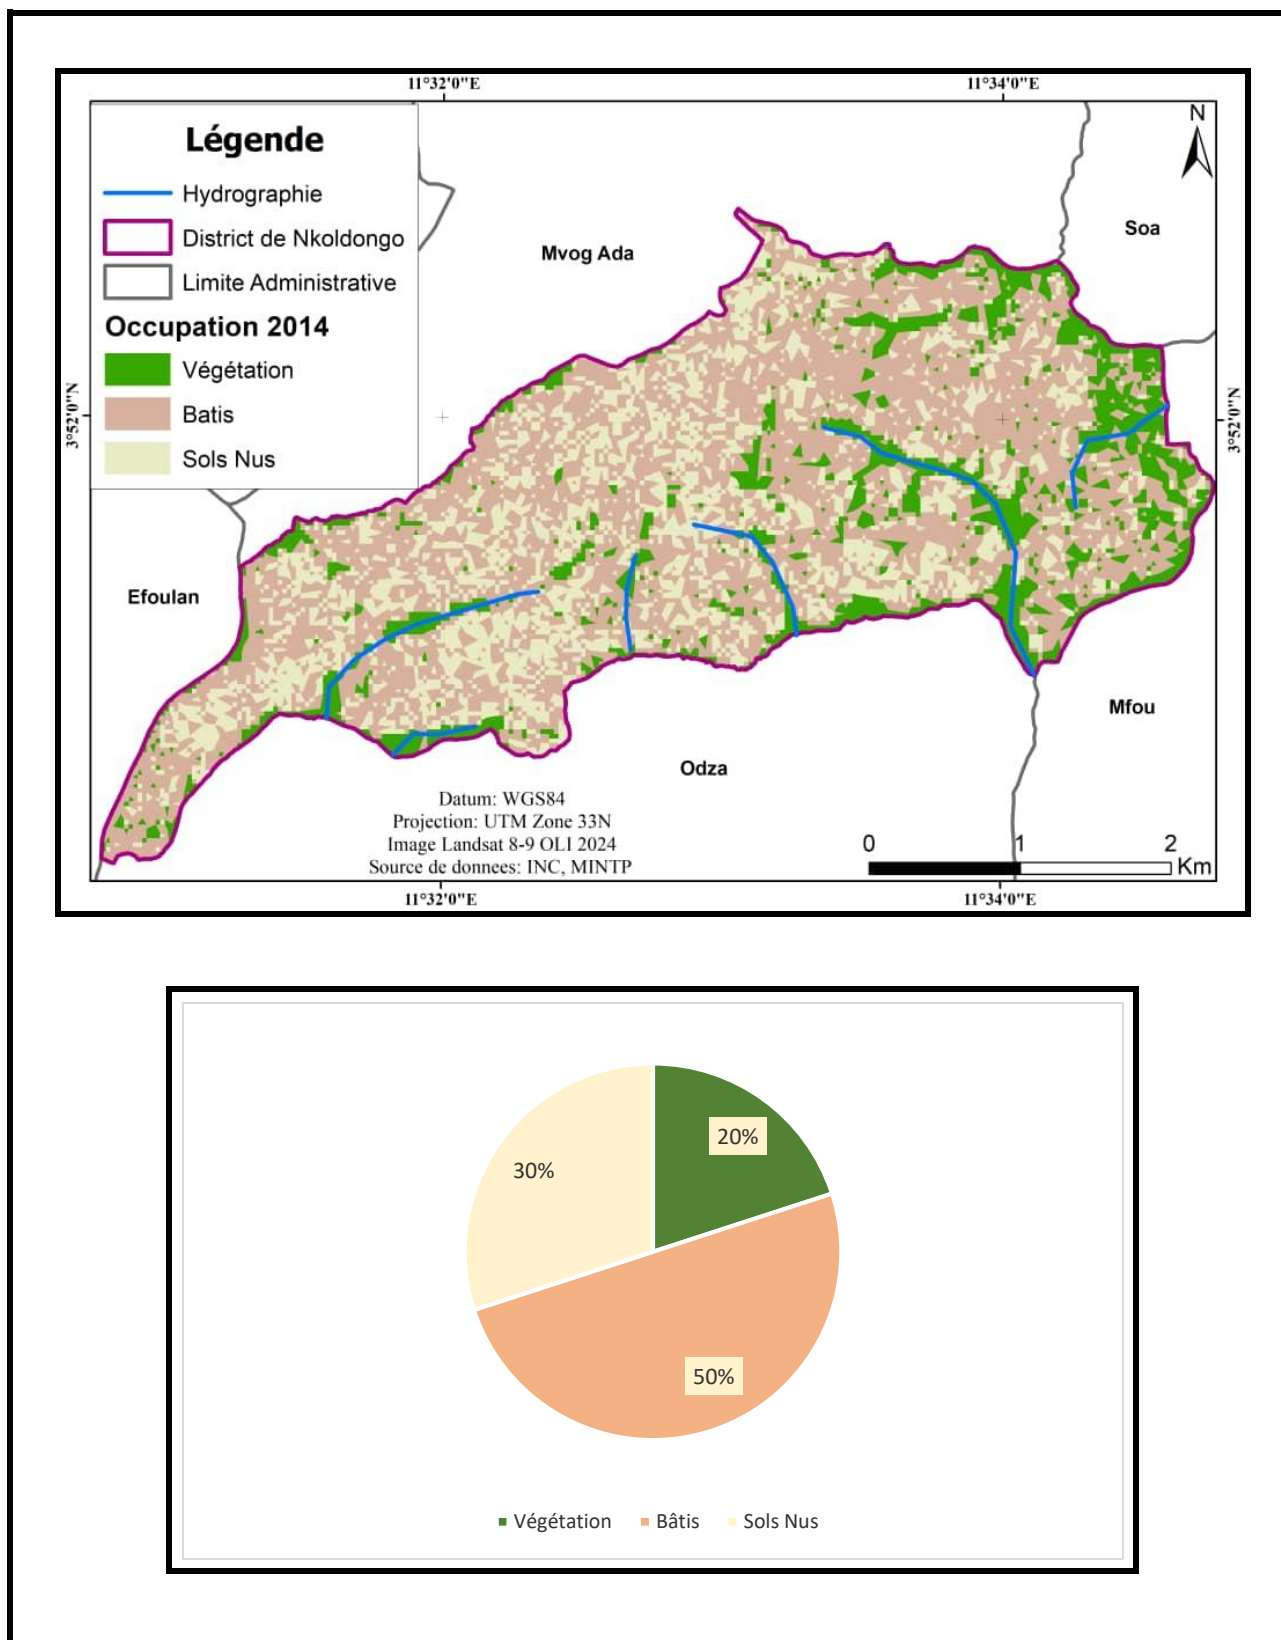 11°32'0"E
11°34'0"E
Légende
Hydrographie
District de Nkoldongo
Limite Administrative
Occupation 2014
Végétation
Batis
Sols Nus
N
Soa
Mvog Ada
3°52'0"N
3°52'0"N
Efoulan
Mfou
Odza
Datum: WGS84
Projection: UTM Zone 33N
Image Landsat 8-9 OLI 2024
Source de donnees: INC, MINTP
0 1 2
Km
11°32'0"E
11°34'0"E
20%
30%
50%
Végétation Bâtis Sols Nus